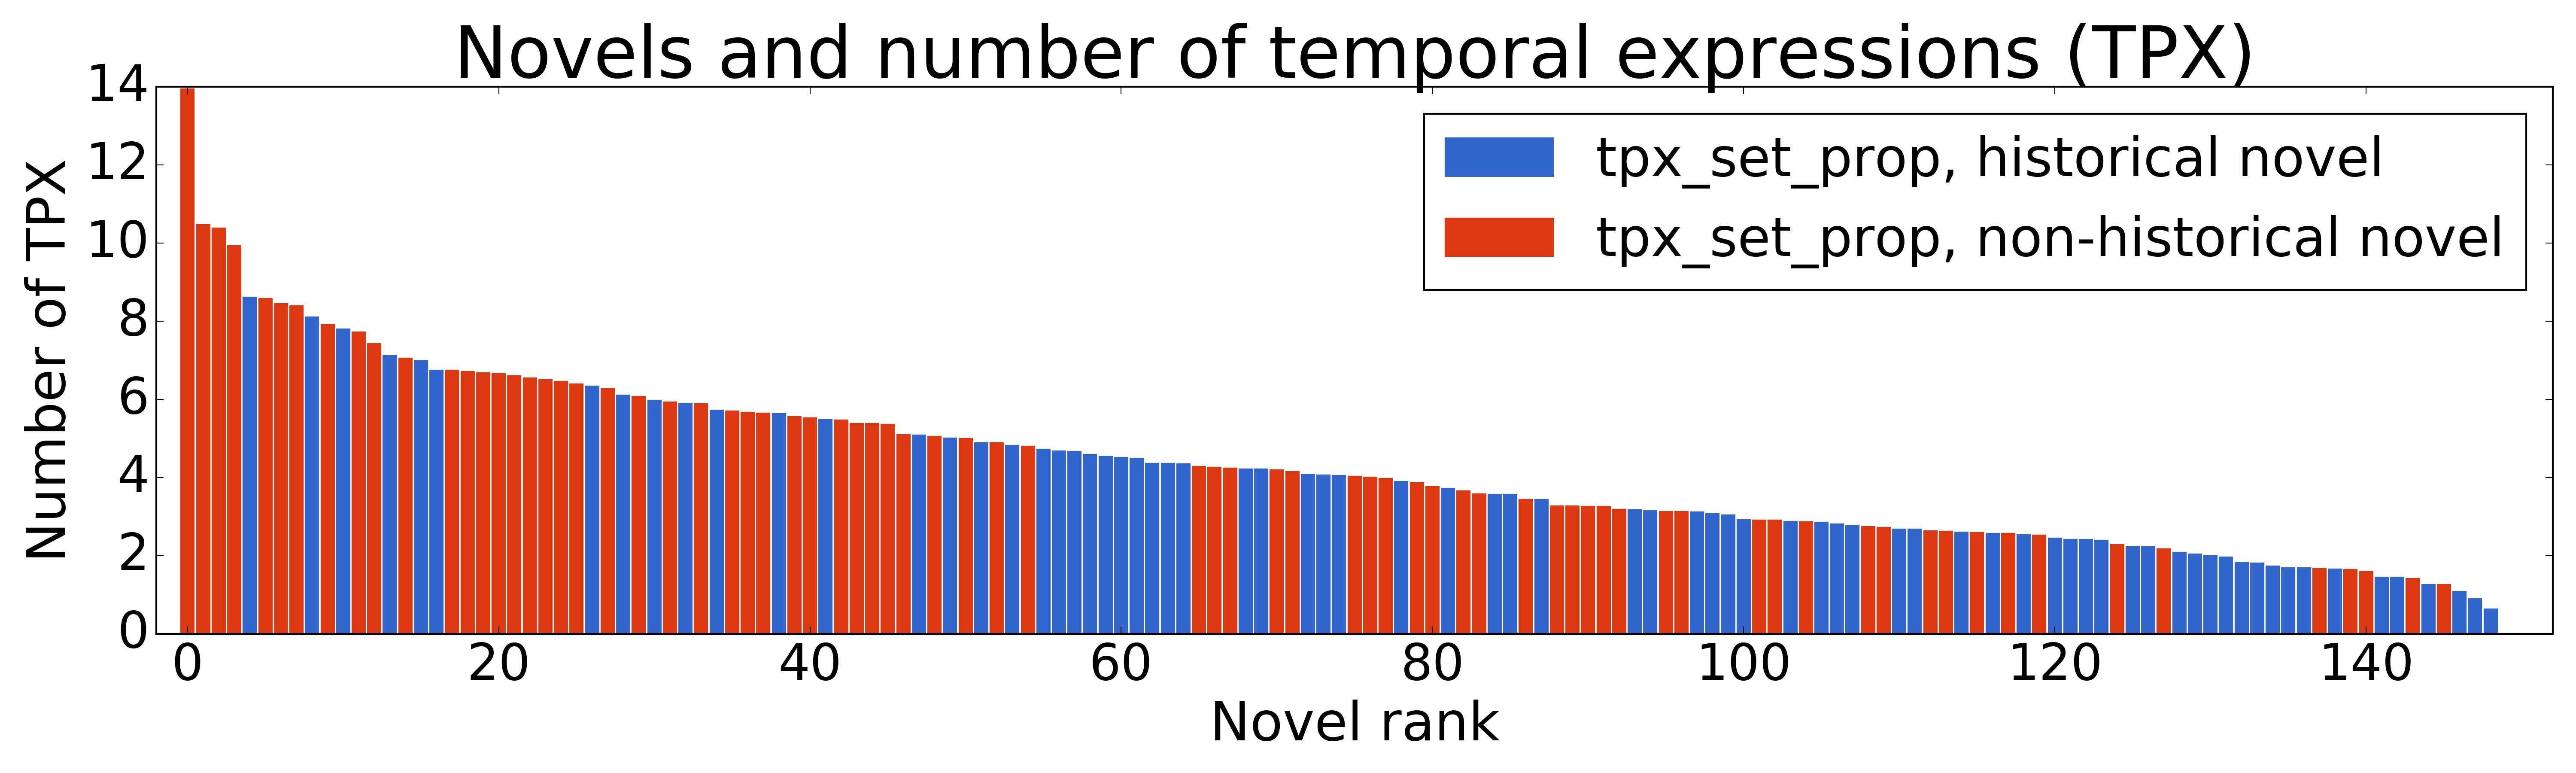 Novels and number of temporal expressions (TPX)
14
12
10
8
6
4
2
0
Number of TPX
tpx_set_prop, historical novel
tpx_set_prop, non-historical novel
0 20 40 60 80 100 120 140
Novel rank